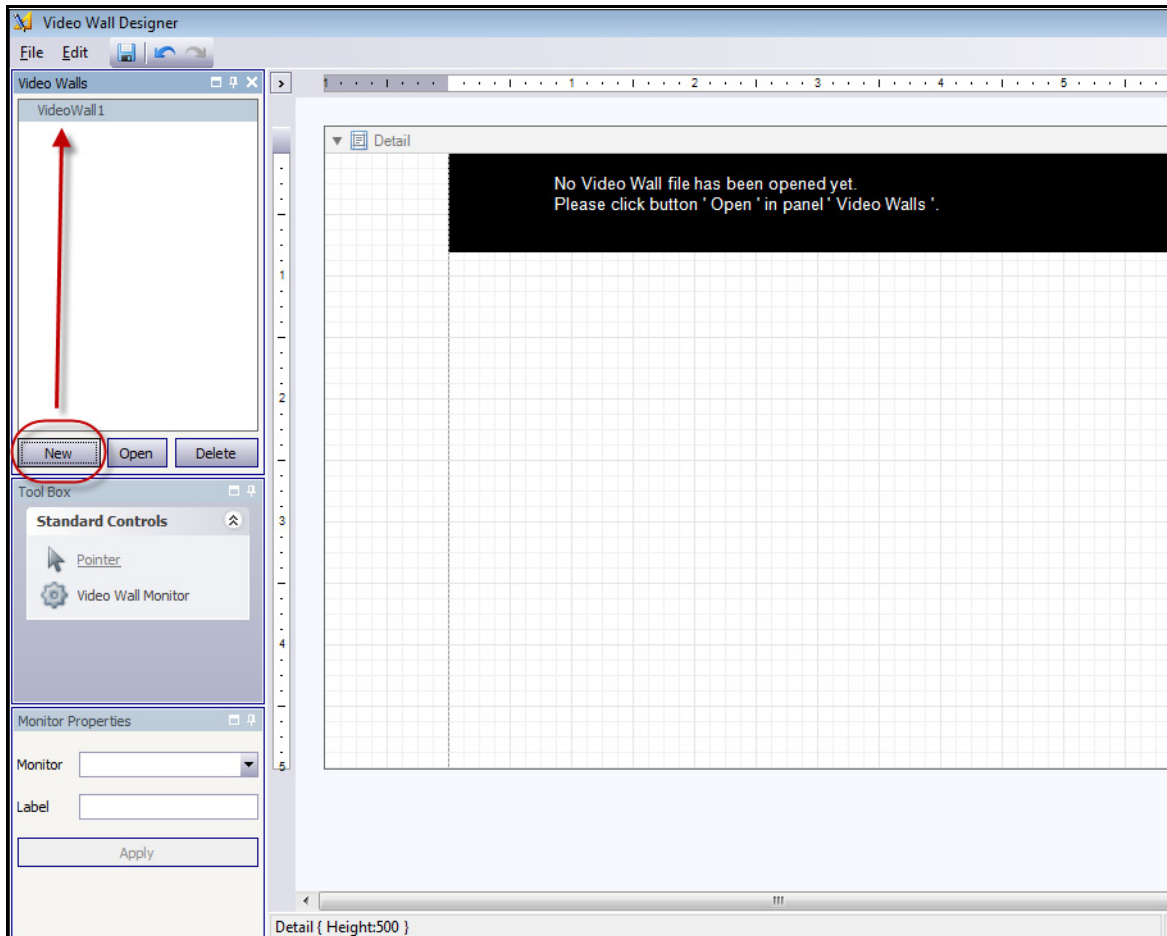 Video Wall Designer
File Edit
Video Walls
VideoWall1
New Open Delete
Tool Box
Standard Controls
Pointer
Video Wall Monitor
Monitor Properties
Monitor
Label
Apply
1 1 2 3 4 5
Detail
No Video Wall file has been opened yet.
Please click button ' Open ' in panel ' Video Walls '.
1
2
3
4
5
Detail { Height:500 }